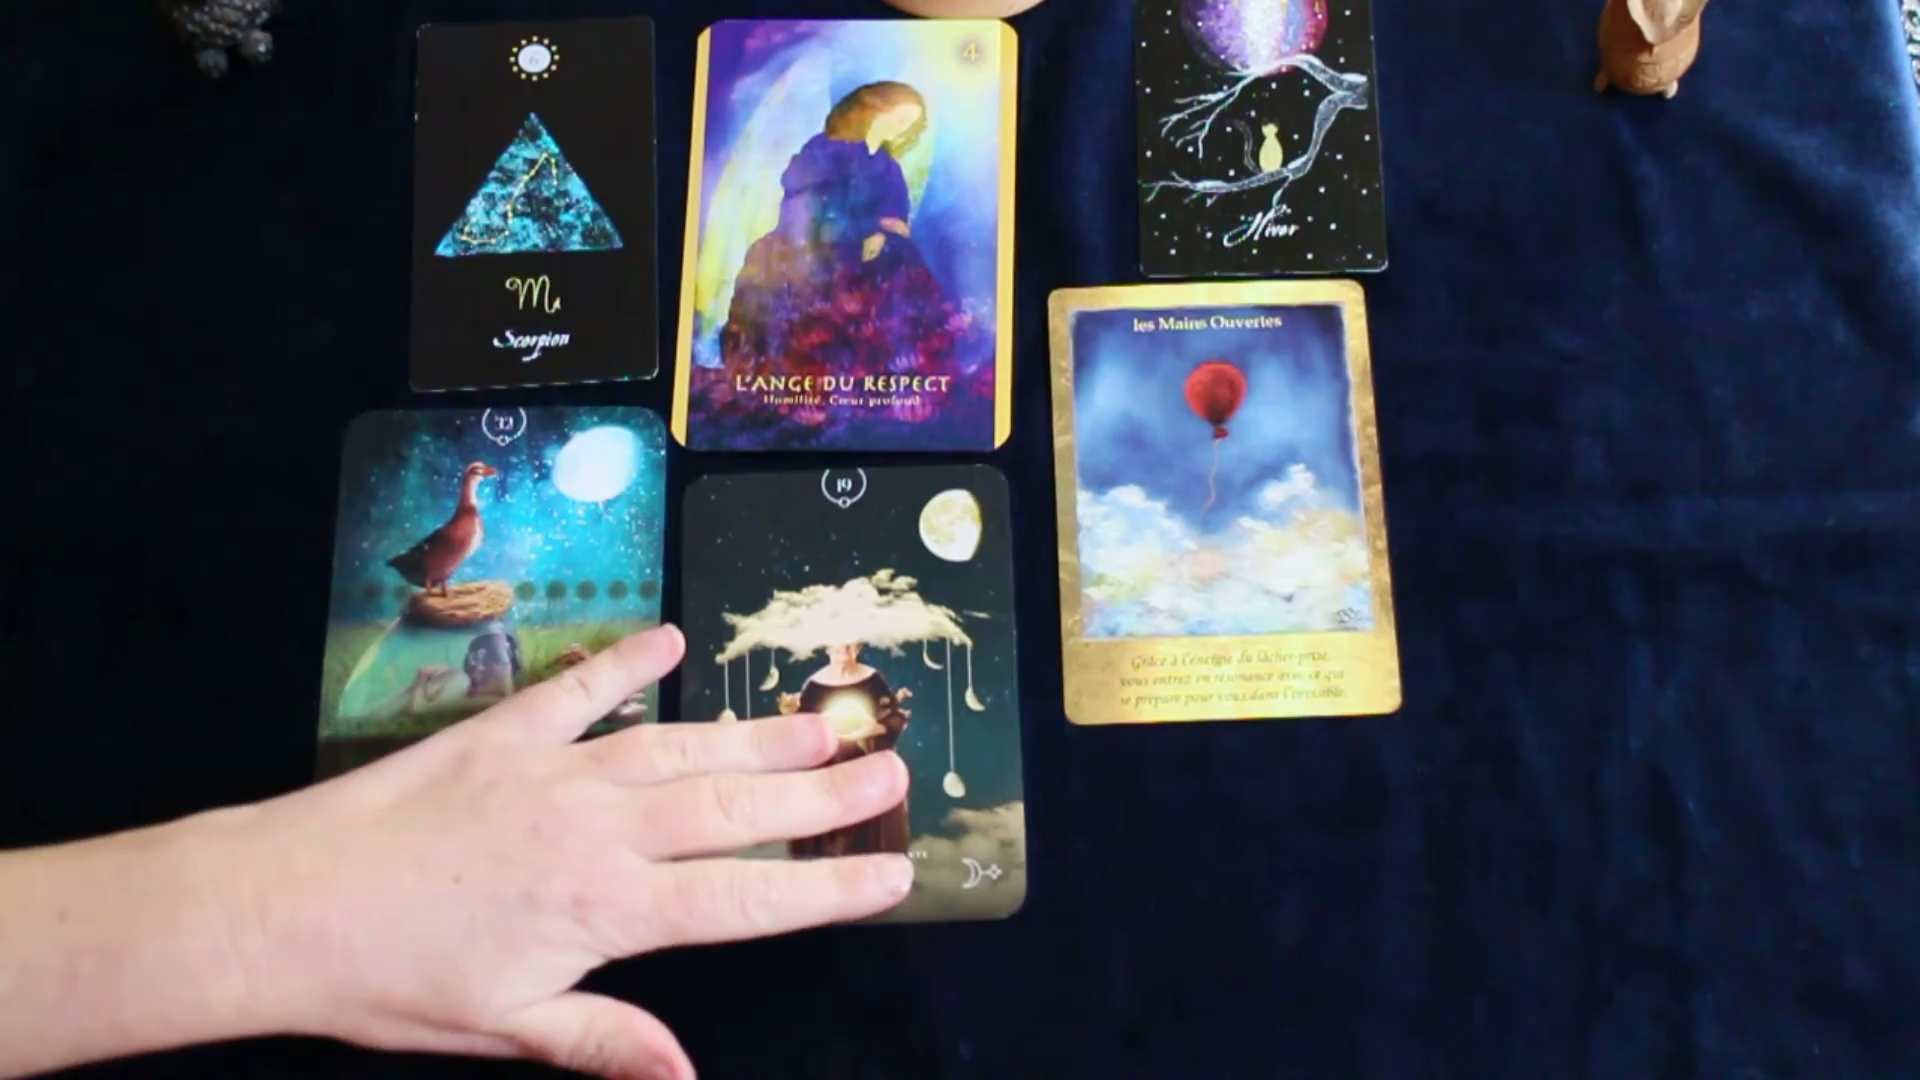 4
Scorpion
L'ANGE DU RESPECT
Humilité, Cœur profond
Hiver
les Mains Ouvertes
Grâce à l'énergie du lâcher-prise,
vous entrez en résonance avec ce qui
se prépare pour vous dans l'invisible.
32
19